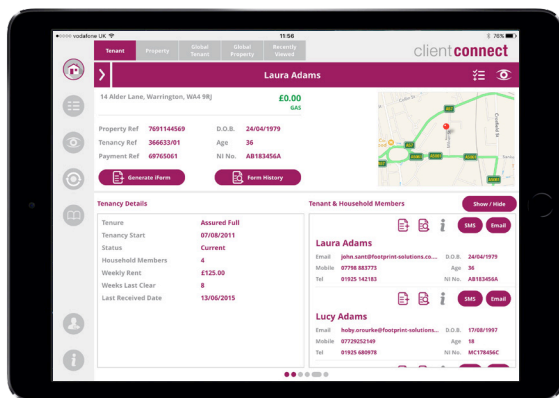 vodafone UK 11:56 76%
Tenant Property Global Tenant Global Property Recently Viewed
clientconnect
Laura Adams
14 Alder Lane, Warrington, WA4 9RJ £0.00
GAS
Property Ref 7691144569 D.O.B. 24/04/1979
Tenancy Ref 366633/01 Age 36
Payment Ref 69765061 NI No. AB183456A
Generate iForm Form History
Tenancy Details Tenant & Household Members Show / Hide
Tenure Assured Full
Tenancy Start 07/08/2011
Status Current
Household Members 4
Weekly Rent £125.00
Weeks Last Clear 8
Last Received Date 13/06/2015
SMS Email
Laura Adams
Email john.sant@footprint-solutions.co.... D.O.B. 24/04/1979
Mobile 07798 883773 Age 36
Tel 01925 142183 NI No. AB183456A
SMS Email
Lucy Adams
Email hoby.orourke@footprint-solutions... D.O.B. 17/08/1997
Mobile 07729252149 Age 18
Tel 01925 680978 NI No. MC178456C